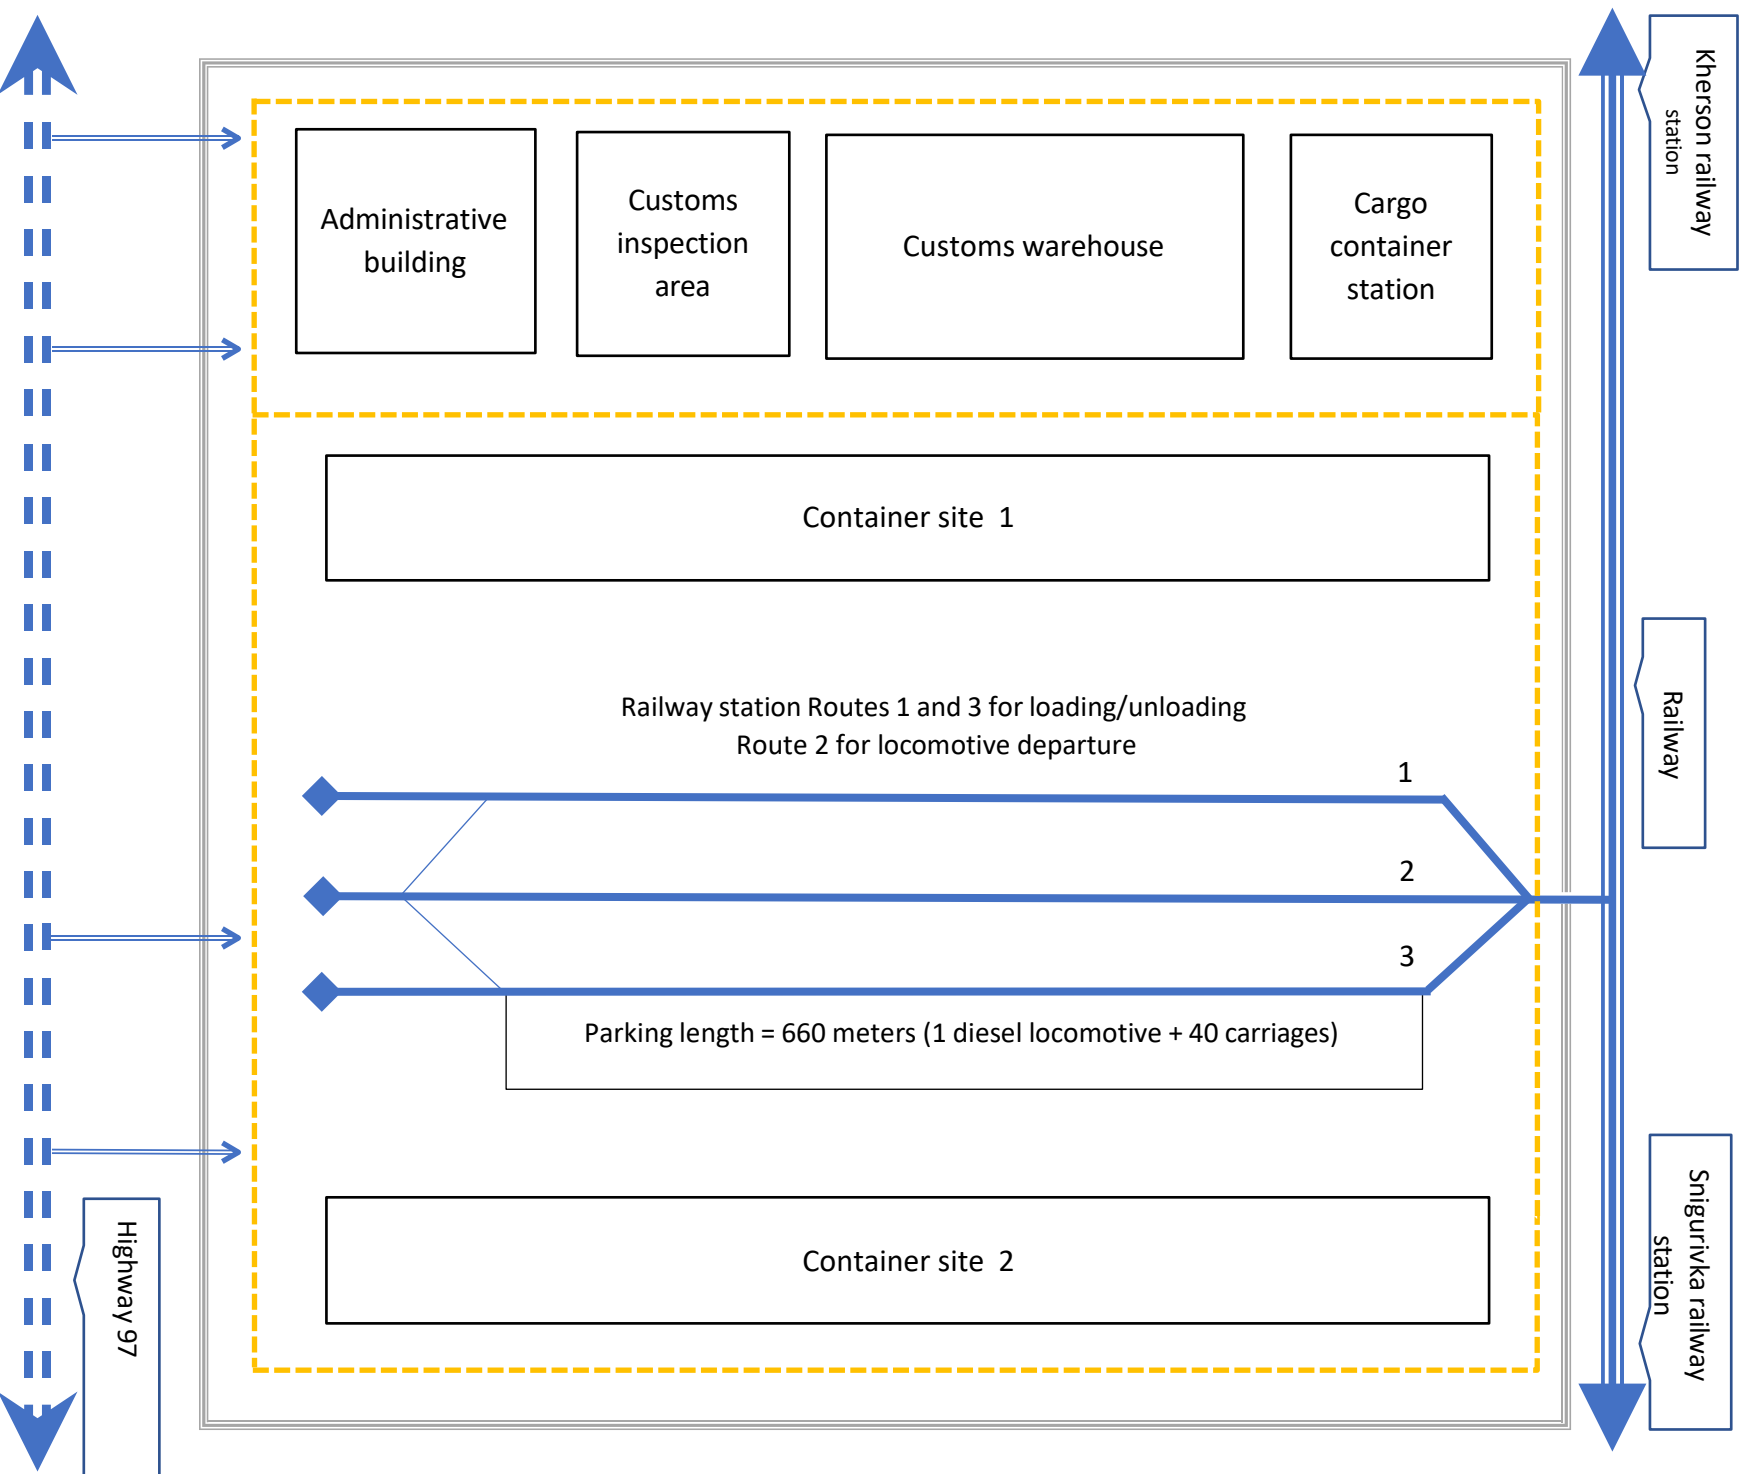 Kherson railway
station
Administrative
building
Customs
inspection
area
Customs warehouse
Cargo
container
station
Container site 1
Railway station Routes 1 and 3 for loading/unloading
Route 2 for locomotive departure
Railway
1
2
3
Parking length = 660 meters (1 diesel locomotive + 40 carriages)
Container site 2
Highway 97
Snigurivka railway
station